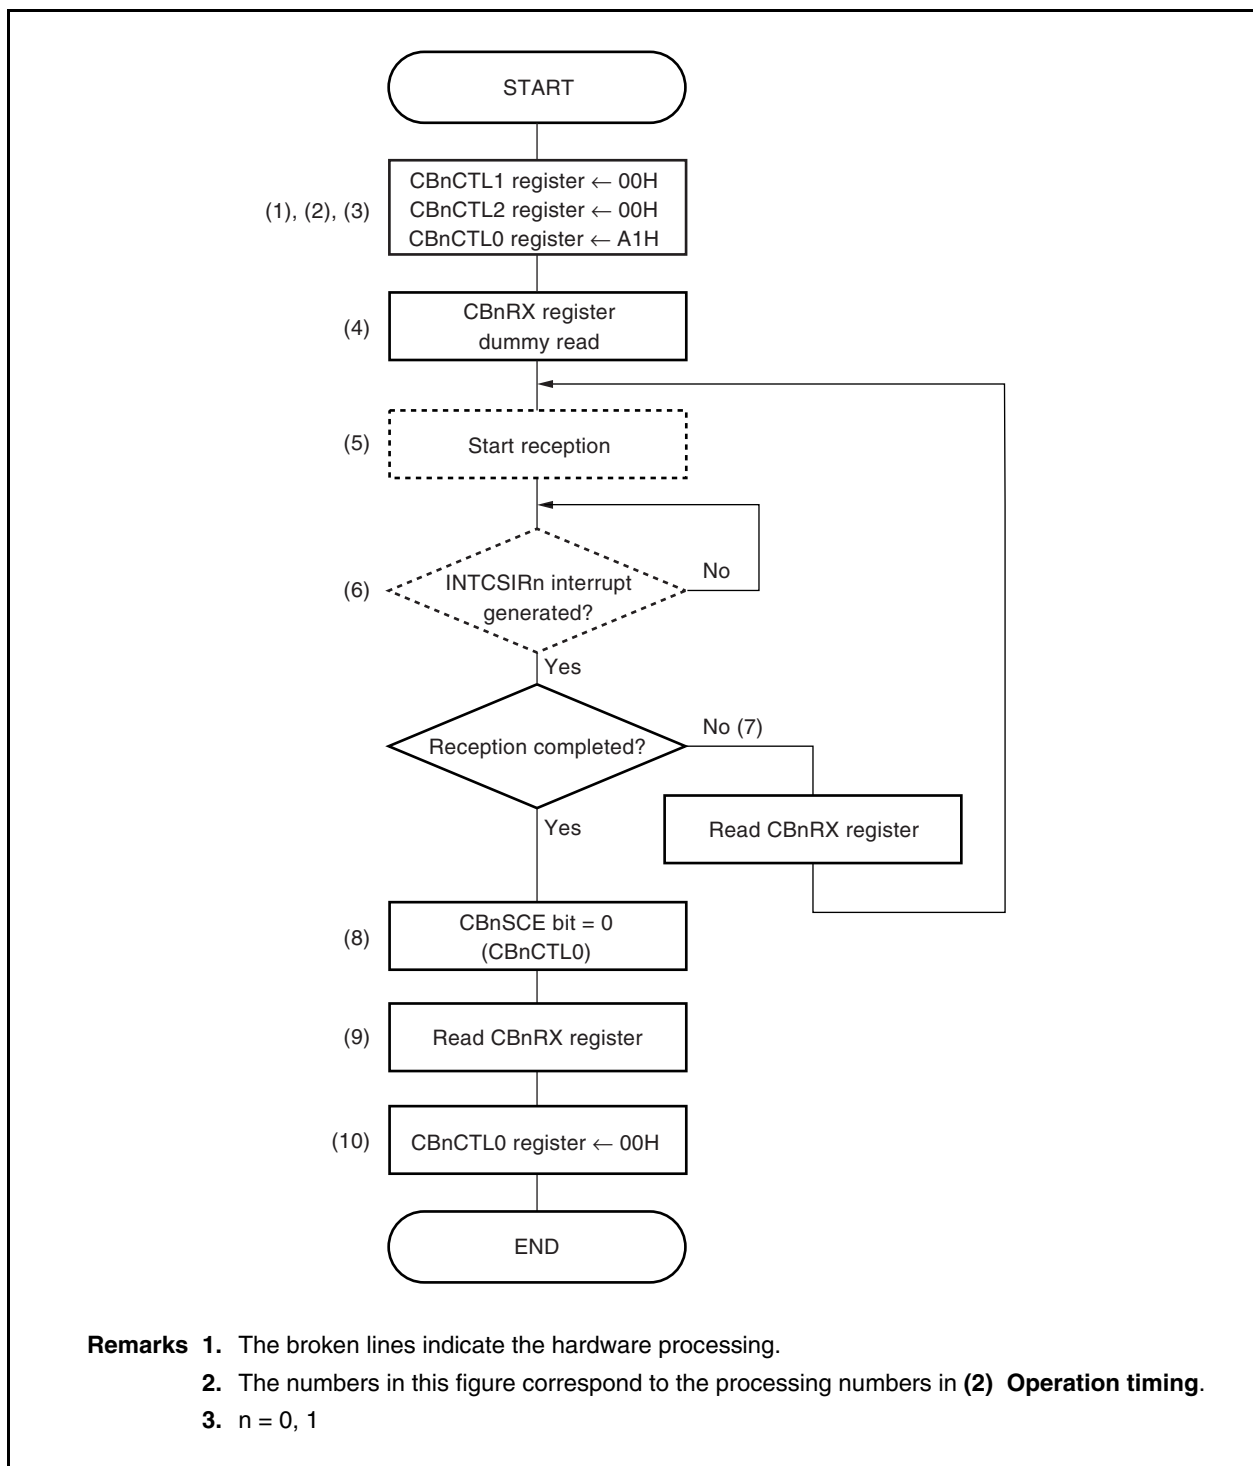 START
(1), (2), (3)
CBnCTL1 register ← 00H
CBnCTL2 register ← 00H
CBnCTL0 register ← A1H
(4)
CBnRX register
dummy read
(5)
Start reception
(6)
INTCSIRn interrupt
generated?
No
Yes
Reception completed?
No (7)
Read CBnRX register
Yes
(8)
CBnSCE bit = 0
(CBnCTL0)
(9)
Read CBnRX register
(10)
CBnCTL0 register ← 00H
END
Remarks 1. The broken lines indicate the hardware processing.
2. The numbers in this figure correspond to the processing numbers in (2) Operation timing.
3. n = 0, 1